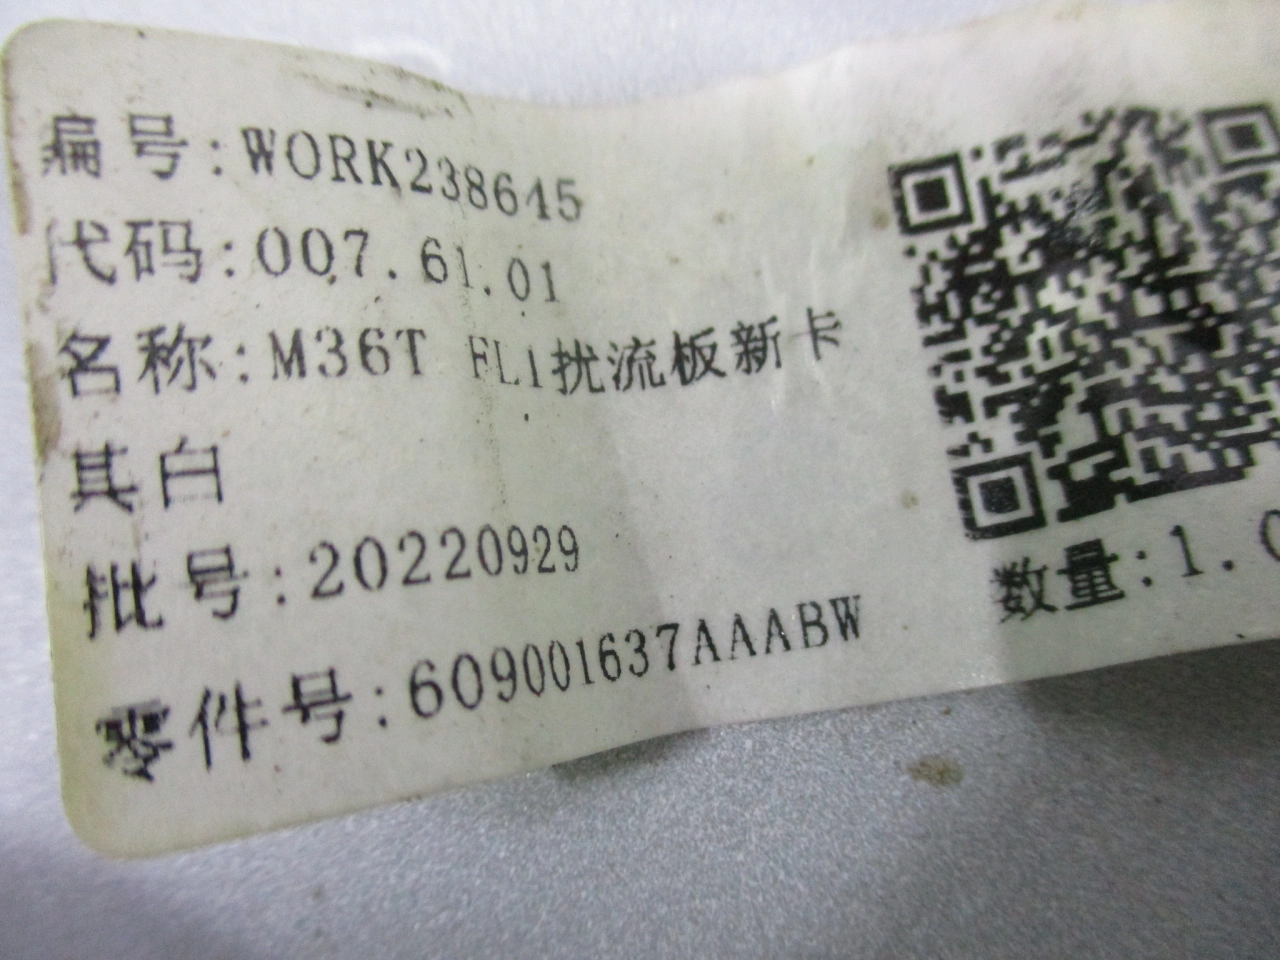 编号:WORK238645
代码:007.61.01
名称:M36T FL1扰流板新卡
其白
批号:20220929
零件号:609001637AAABW
数量:1.0